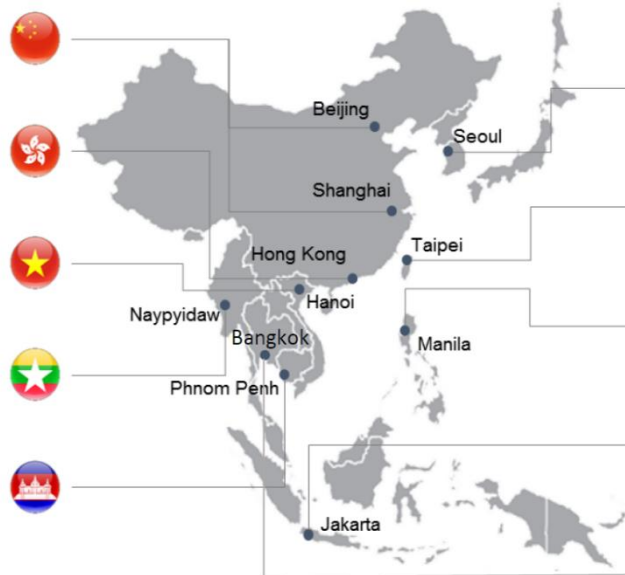 Beijing
Seoul
Shanghai
Taipei
Hong Kong
Hanoi
Naypyidaw
Bangkok
Manila
Phnom Penh
Jakarta